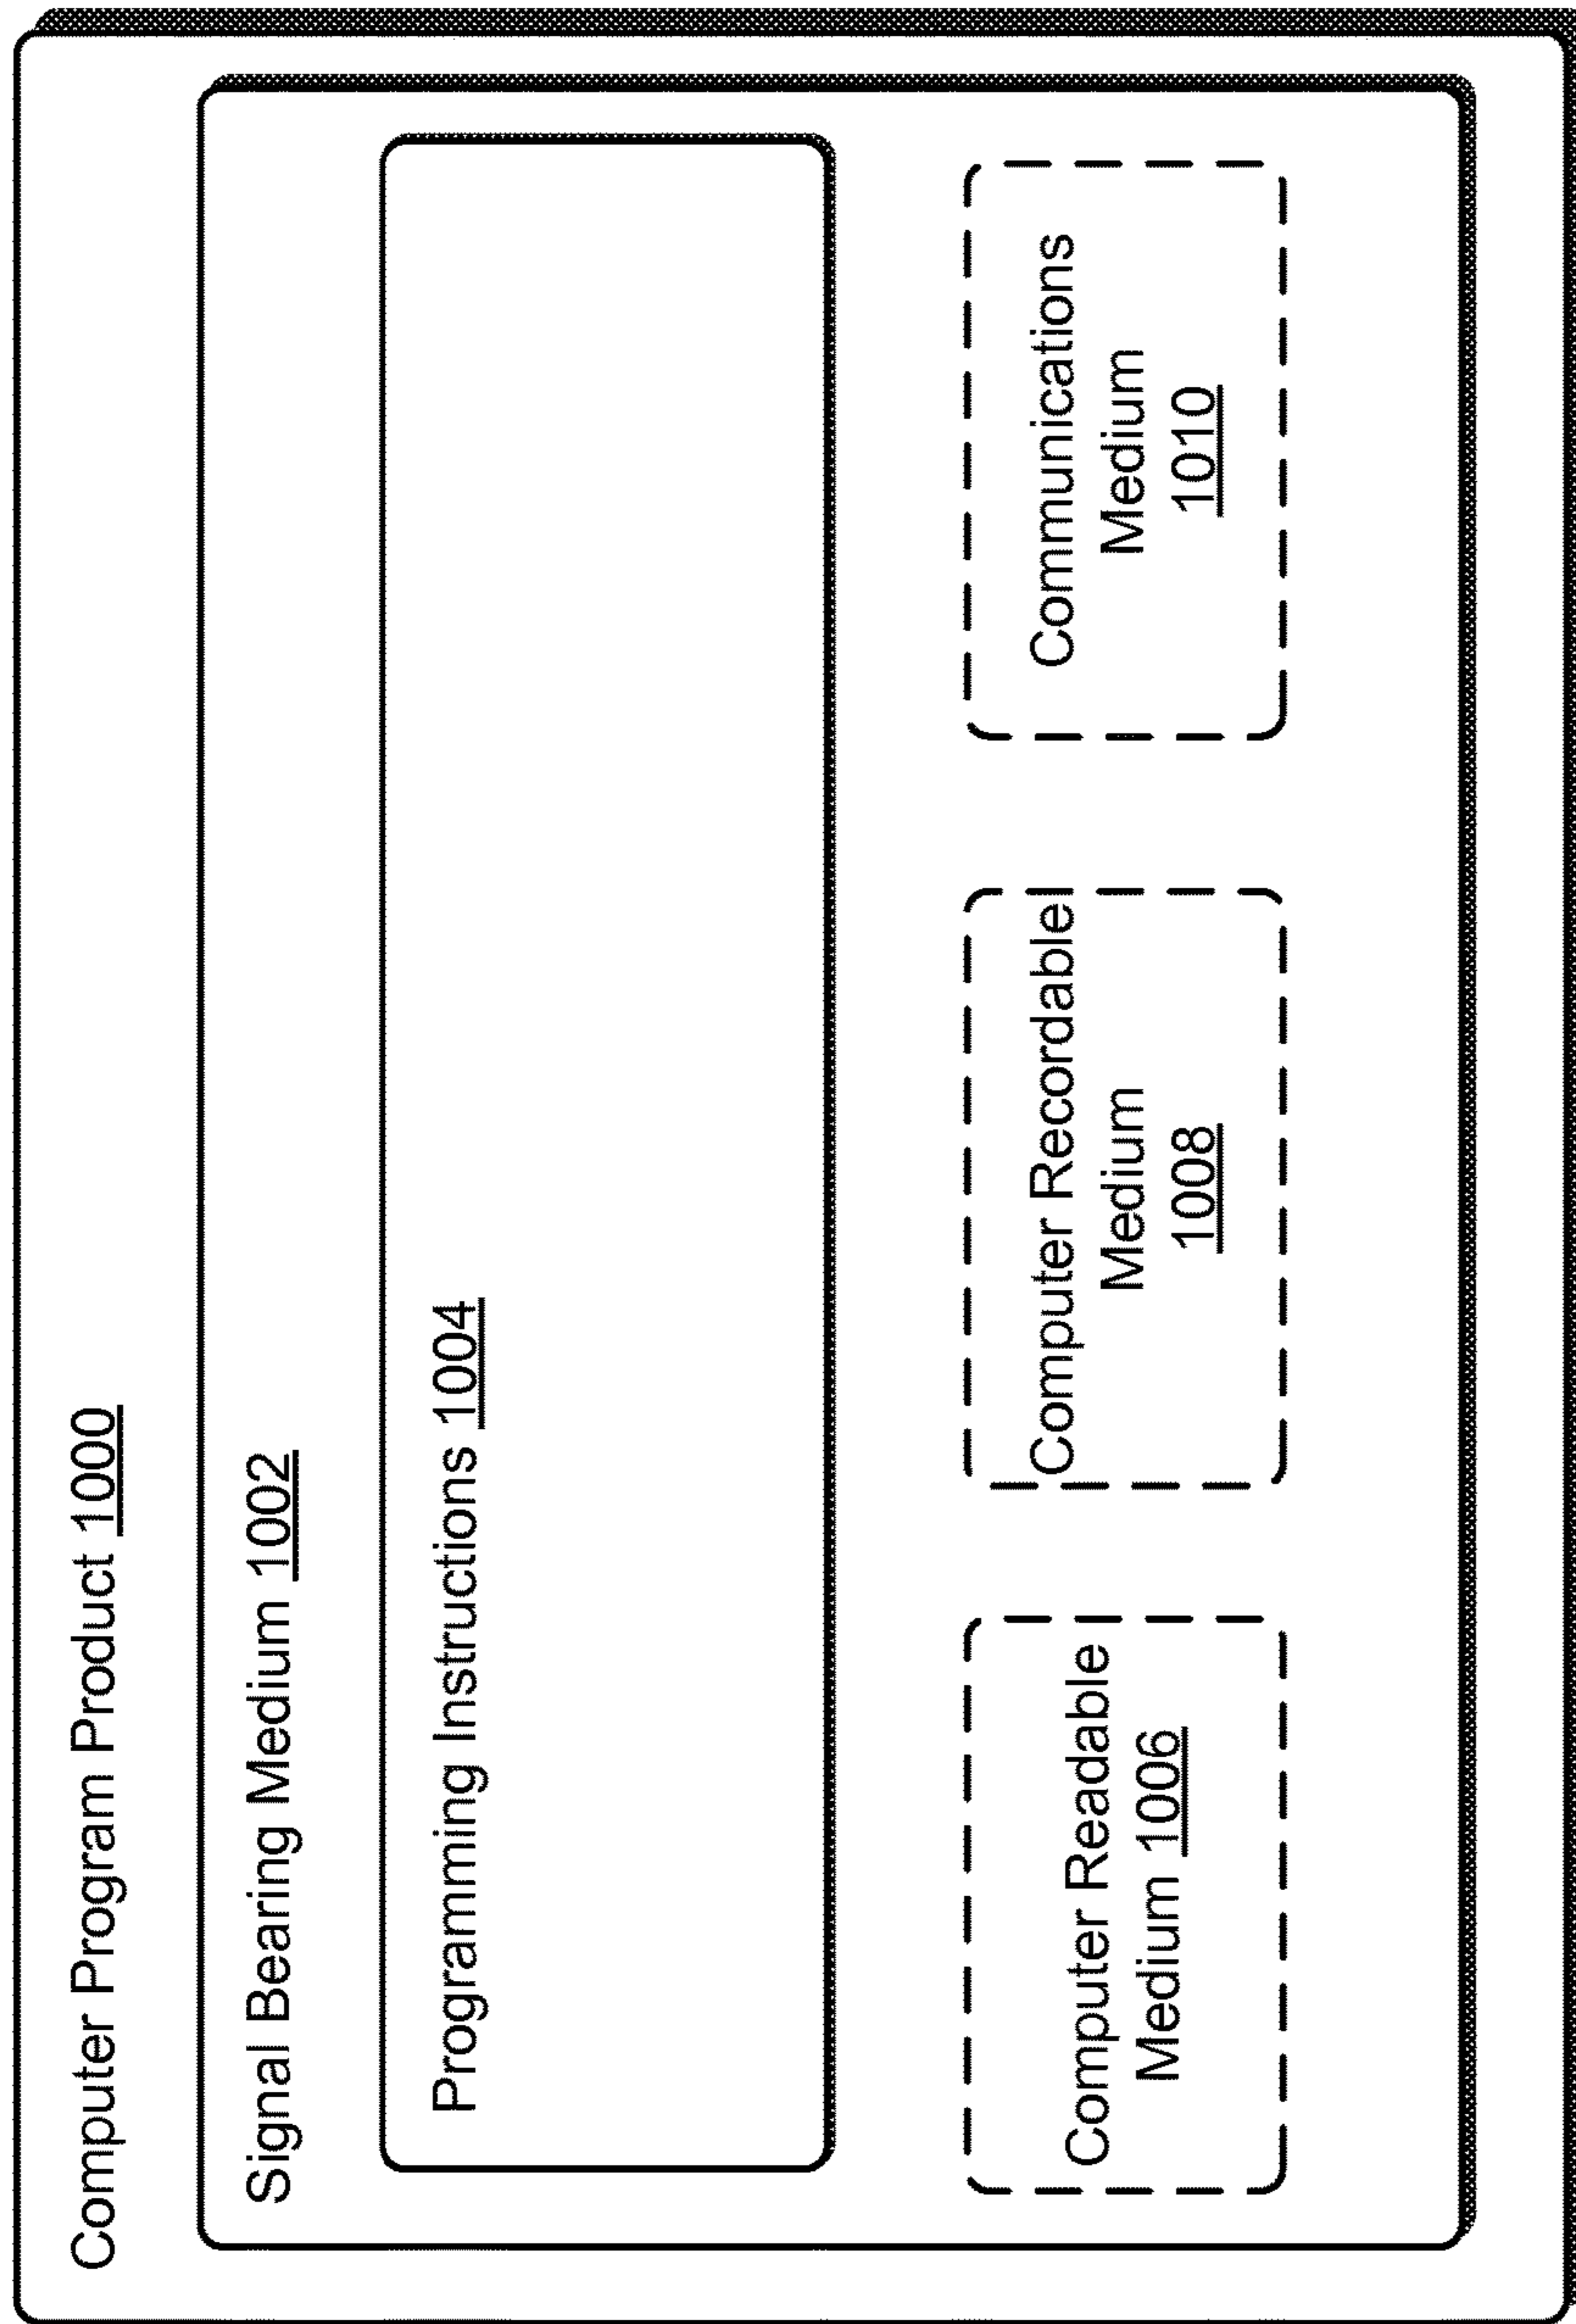 Computer Program Product 1000
Signal Bearing Medium 1002
Programming Instructions 1004
Computer Readable
Medium 1006
Computer Recordable
Medium
1008
Communications
Medium
1010